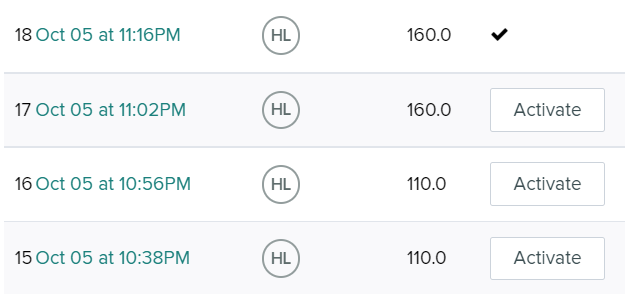 18 Oct 05 at 11:16PM HL 160.0
17 Oct 05 at 11:02PM HL 160.0 Activate
16 Oct 05 at 10:56PM HL 110.0 Activate
15 Oct 05 at 10:38PM HL 110.0 Activate